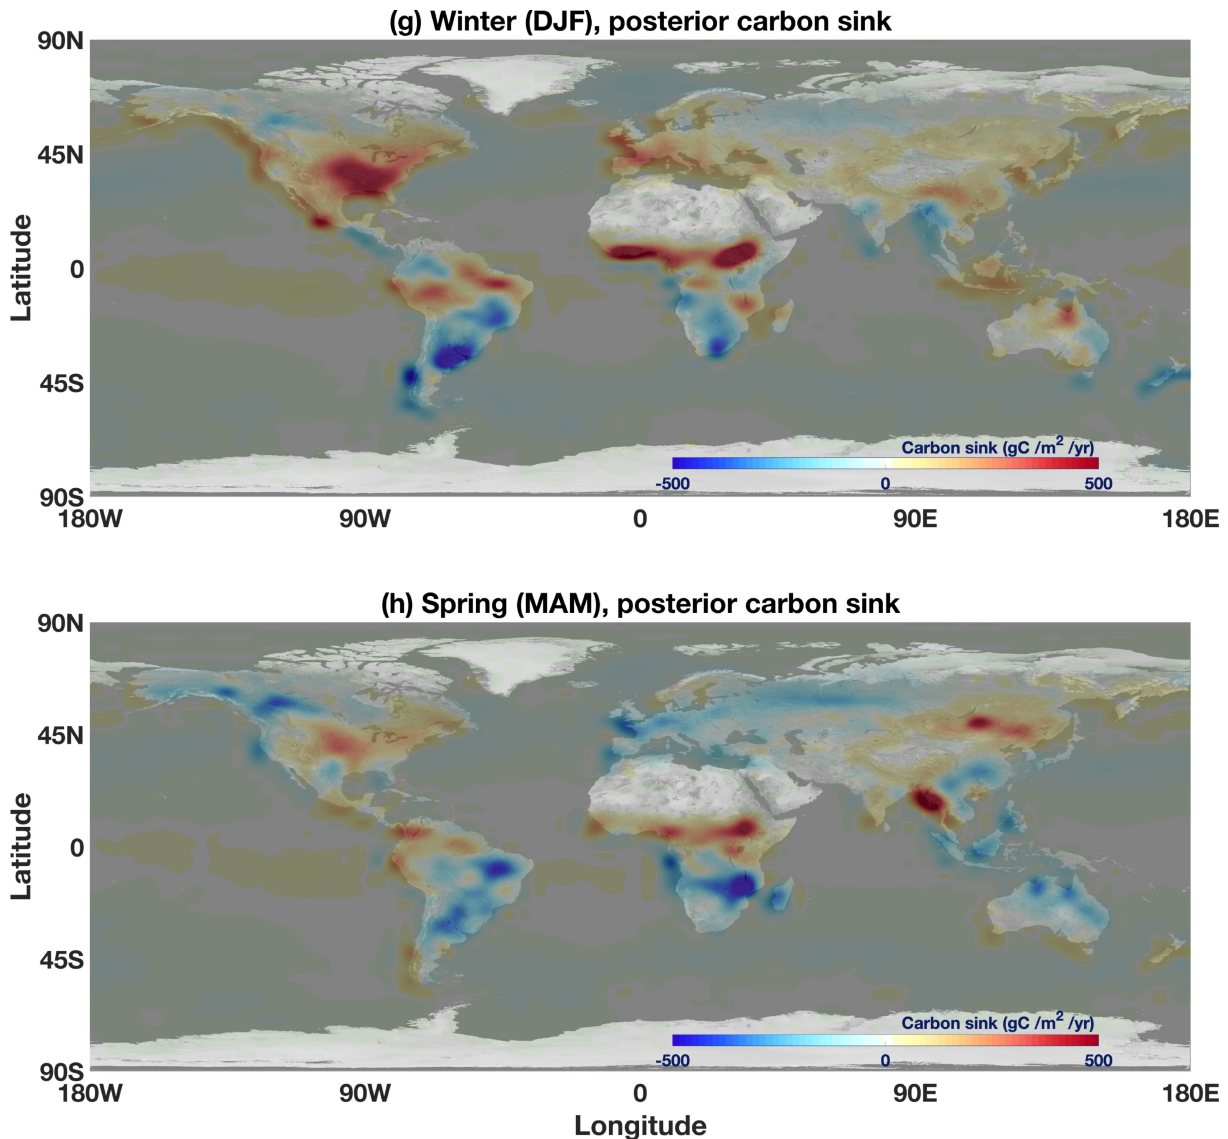 (g) Winter (DJF), posterior carbon sink
90N
45N
0
45S
90S
Latitude
Carbon sink (gC /m² /yr)
-500 0 500
180W 90W 0 90E 180E
(h) Spring (MAM), posterior carbon sink
90N
45N
0
45S
90S
Latitude
Carbon sink (gC /m² /yr)
-500 0 500
180W 90W 0 90E 180E
Longitude